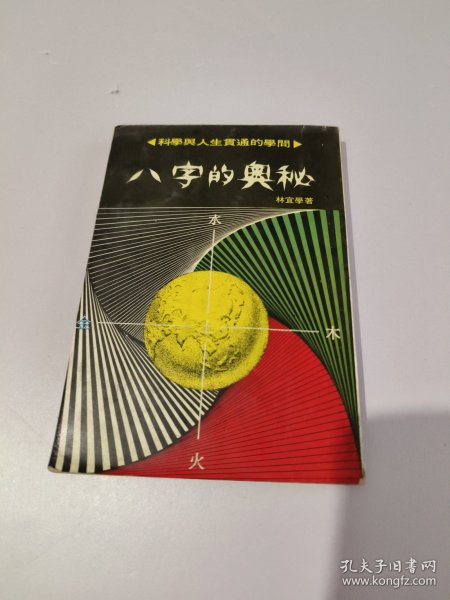 ◀科學與人生貫通的學問▶
八字的奧秘
林宜學著
水
金
木
火
孔夫子旧书网
www.kongfz.com